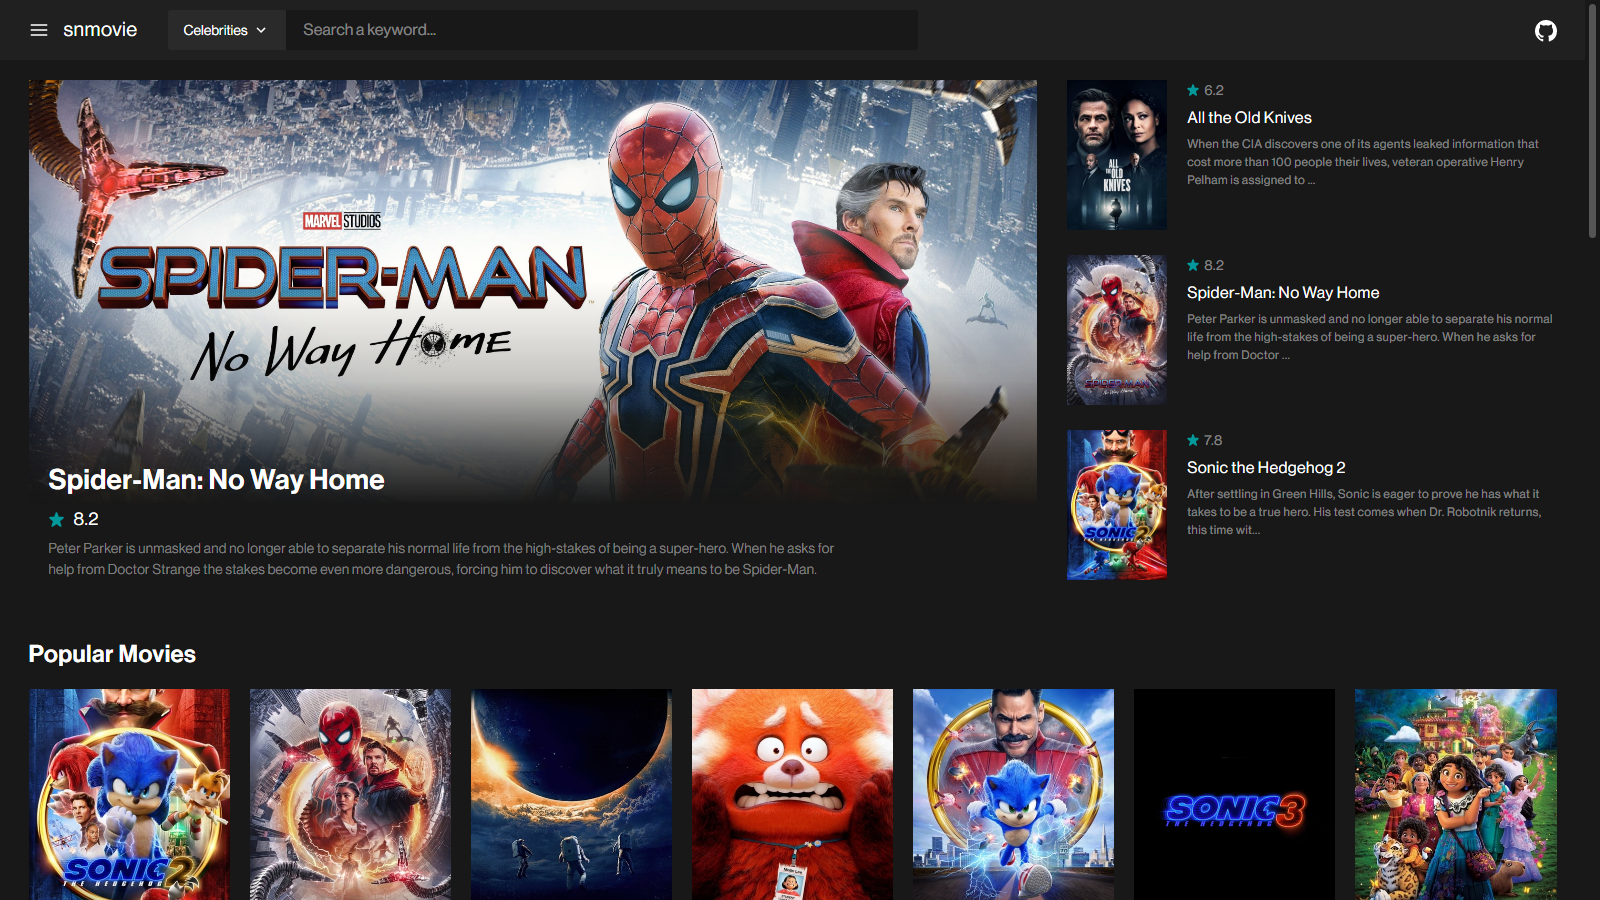 snmovie
Celebrities
Search a keyword...
MARVEL STUDIOS
SPIDER-MAN
No Way Home
Spider-Man: No Way Home
8.2
Peter Parker is unmasked and no longer able to separate his normal life from the high-stakes of being a super-hero. When he asks for
help from Doctor Strange the stakes become even more dangerous, forcing him to discover what it truly means to be Spider-Man.
ALL
THE OLD
KNIVES
6.2
All the Old Knives
When the CIA discovers one of its agents leaked information that
cost more than 100 people their lives, veteran operative Henry
Pelham is assigned to ...
SPIDER-MAN
No Way Home
8.2
Spider-Man: No Way Home
Peter Parker is unmasked and no longer able to separate his normal
life from the high-stakes of being a super-hero. When he asks for
help from Doctor ...
SONIC 2
7.8
Sonic the Hedgehog 2
After settling in Green Hills, Sonic is eager to prove he has what it
takes to be a true hero. His test comes when Dr. Robotnik returns,
this time wit...
Popular Movies
SONIC 2
THE HEDGEHOG
SONIC 3
THE HEDGEHOG